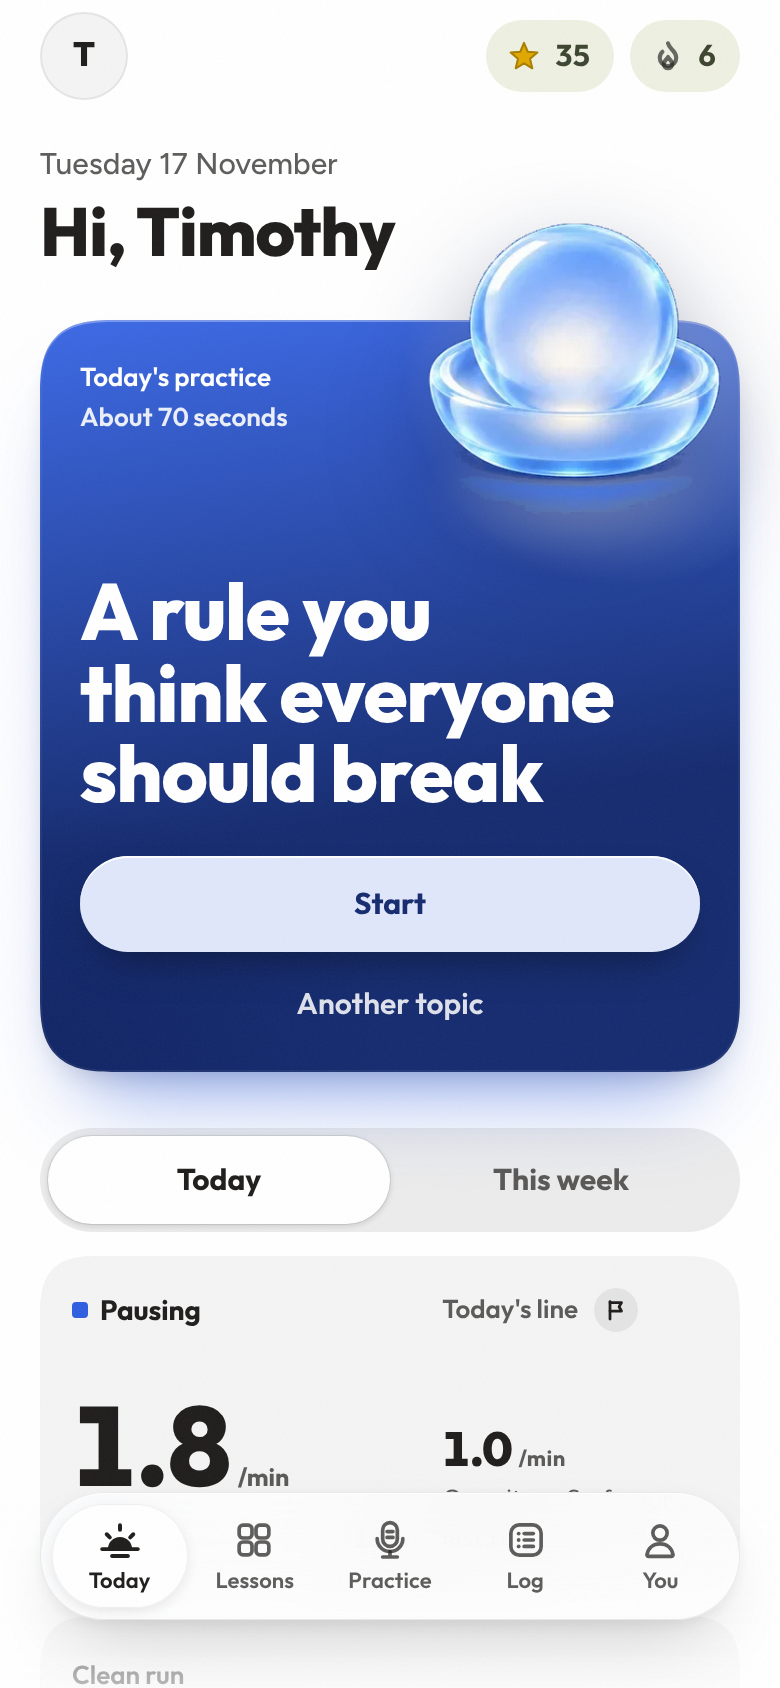 T
35
6
Tuesday 17 November
Hi, Timothy
Today's practice
About 70 seconds
A rule you
think everyone
should break
Start
Another topic
Today
This week
Pausing
Today's line
1.8 /min
1.0 /min
Today
Lessons
Practice
Log
You
Clean run